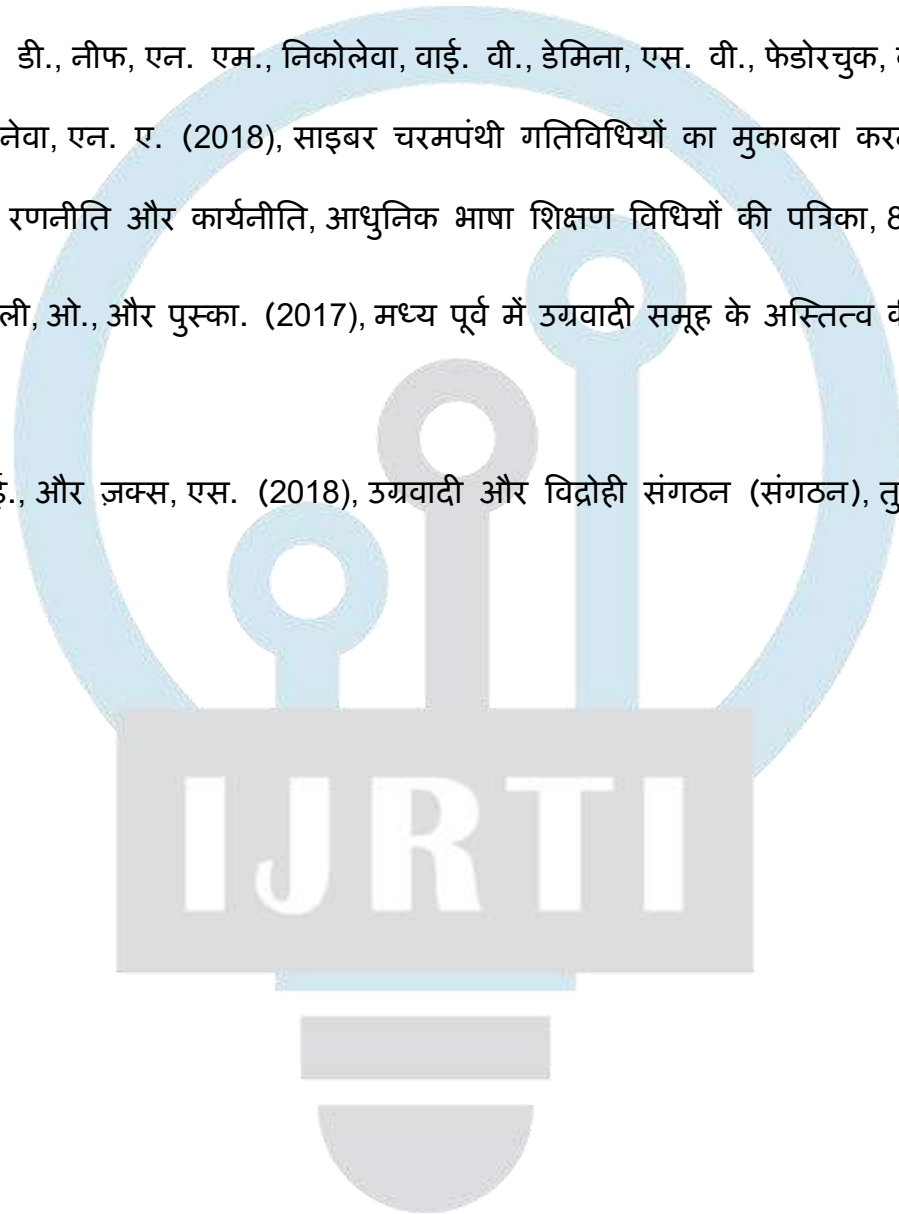 डी., नीफ, एन. एम., निकोलेवा, वाई. वी., डेमिना, एस. वी., फेडोरचुक,
नेवा, एन. ए. (2018), साइबर चरमपंथी गतिविधियों का मुकाबला
रणनीति और कार्यनीति, आधुनिक भाषा शिक्षण विधियों की पत्रिका, 8
ली, ओ., और पुस्का. (2017), मध्य पूर्व में उग्रवादी समूह के अस्तित्व
और ज़क्स, एस. (2018), उग्रवादी और विद्रोही संगठन (संगठन),
IJRTI